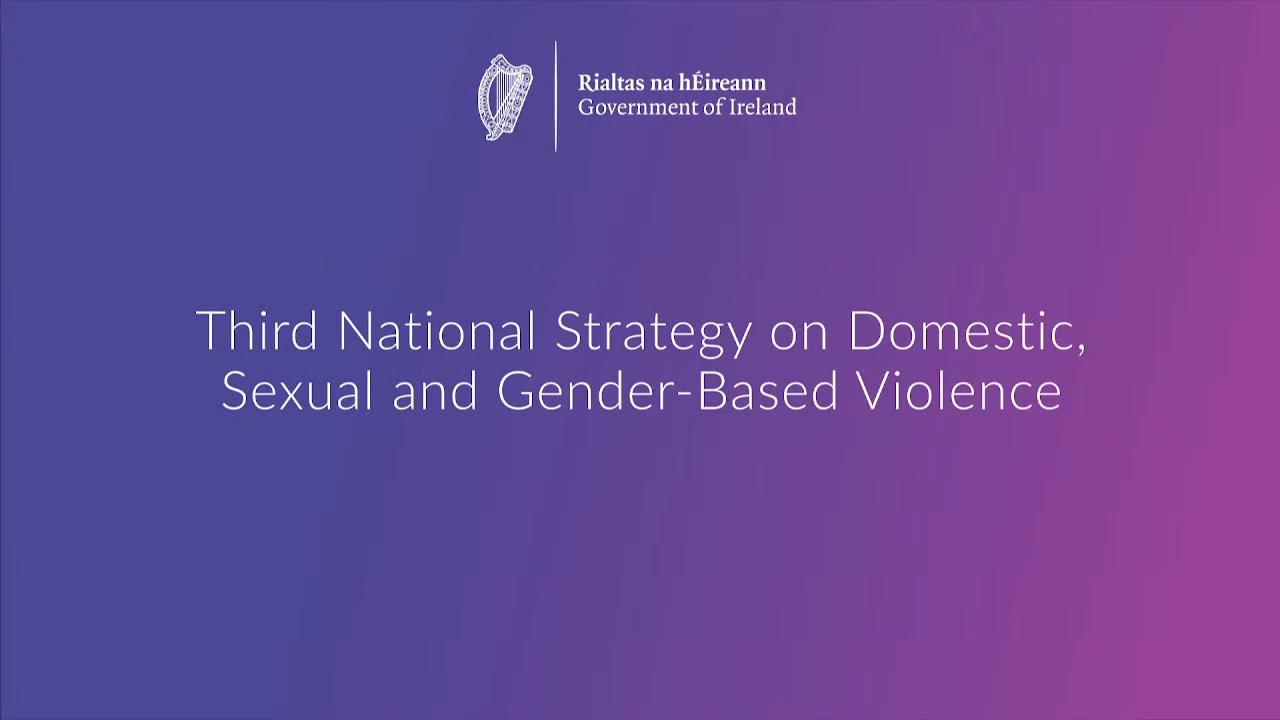 Rialtas na hÉireann
Government of Ireland
Third National Strategy on Domestic,
Sexual and Gender-Based Violence